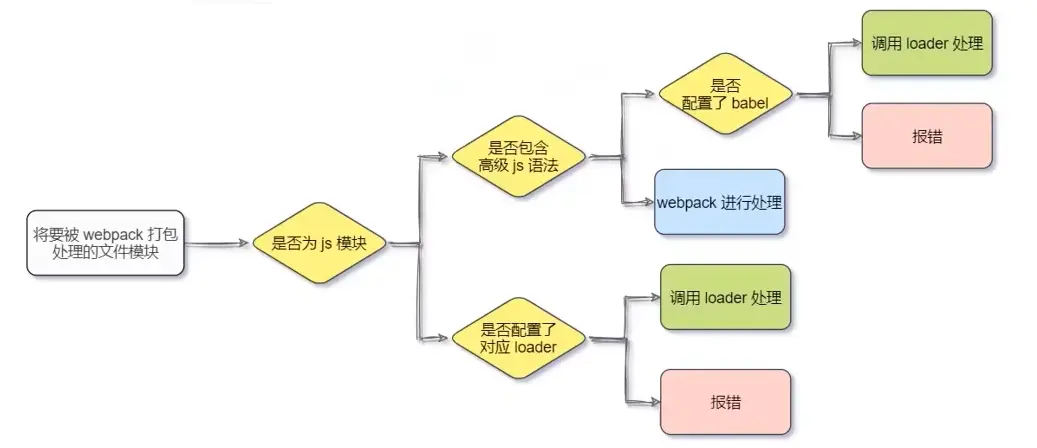 将要被 webpack 打包
处理的文件模块
是否为 js 模块
是否包含
高级 js 语法
是否
配置了 babel
调用 loader 处理
报错
webpack 进行处理
是否配置了
对应 loader
调用 loader 处理
报错